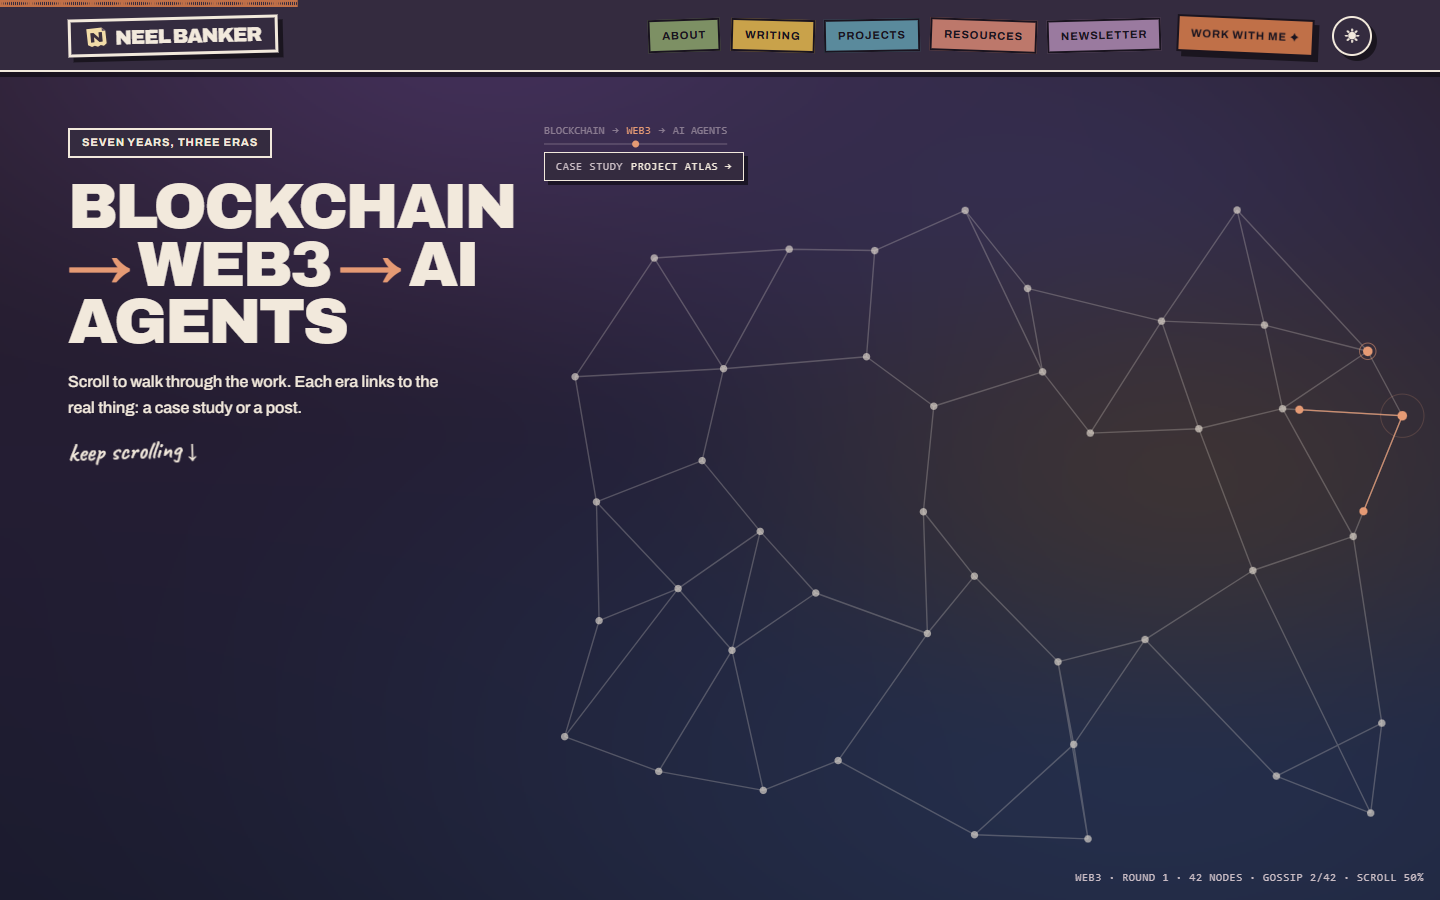 N NEEL BANKER
ABOUT
WRITING
PROJECTS
RESOURCES
NEWSLETTER
WORK WITH ME ✦
SEVEN YEARS, THREE ERAS
BLOCKCHAIN
→ WEB3 → AI
AGENTS
Scroll to walk through the work. Each era links to the
real thing: a case study or a post.
keep scrolling ↓
BLOCKCHAIN → WEB3 → AI AGENTS
CASE STUDY PROJECT ATLAS →
WEB3 · ROUND 1 · 42 NODES · GOSSIP 2/42 · SCROLL 50%